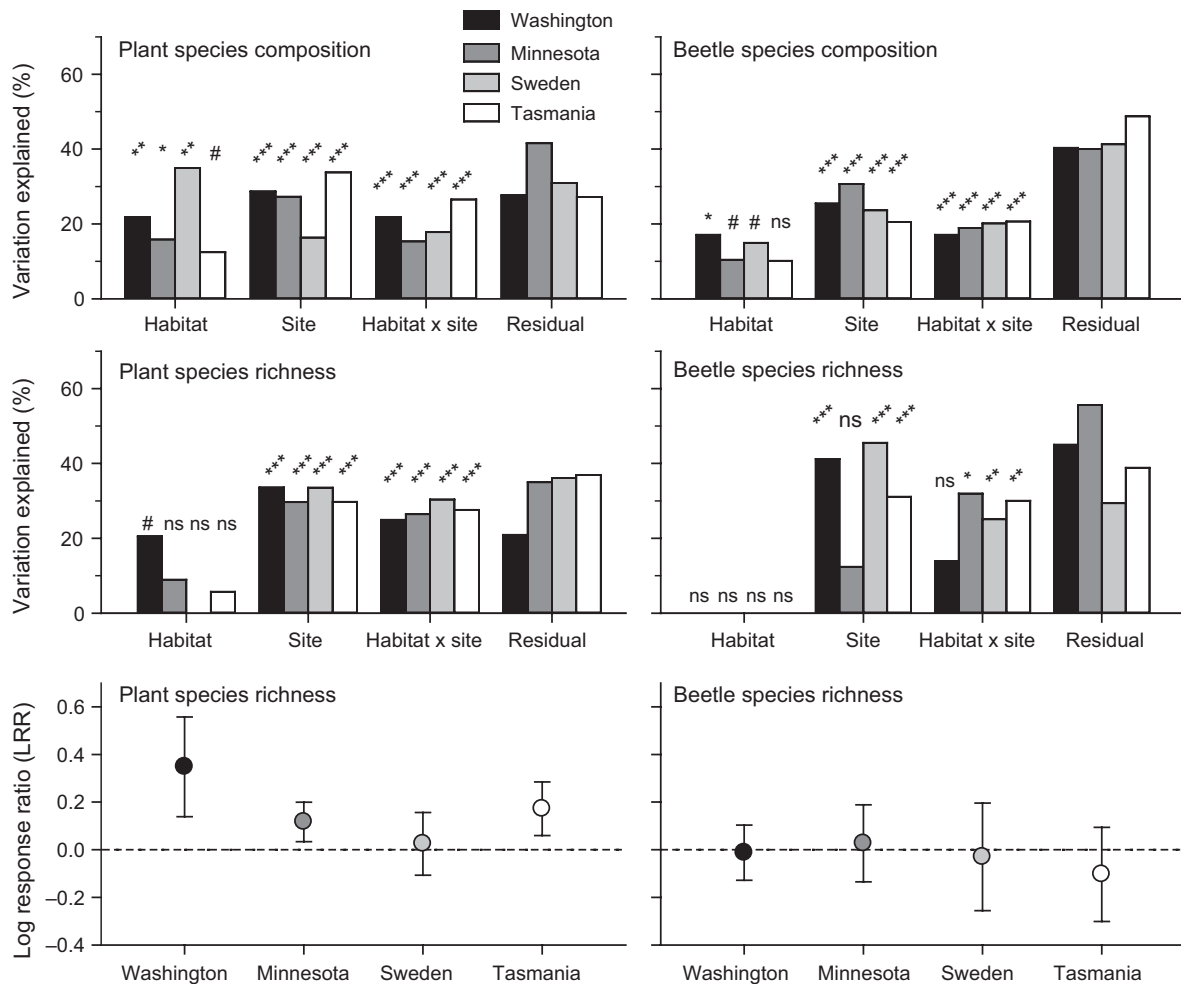 Washington
Minnesota
Sweden
Tasmania
Plant species composition
Variation explained (%)
60
40
20
0
** * ** #
*** *** *** ***
*** *** *** ***
Habitat Site Habitat x site Residual
Beetle species composition
* # # ns
*** *** *** ***
*** *** *** ***
Habitat Site Habitat x site Residual
Plant species richness
Variation explained (%)
60
40
20
0
# ns ns ns
*** *** *** ***
*** *** *** ***
Habitat Site Habitat x site Residual
Beetle species richness
ns ns ns ns
*** ns *** ***
ns * ** **
Habitat Site Habitat x site Residual
Plant species richness
Log response ratio (LRR)
0.6
0.4
0.2
0.0
–0.2
–0.4
Washington Minnesota Sweden Tasmania
Beetle species richness
Washington Minnesota Sweden Tasmania